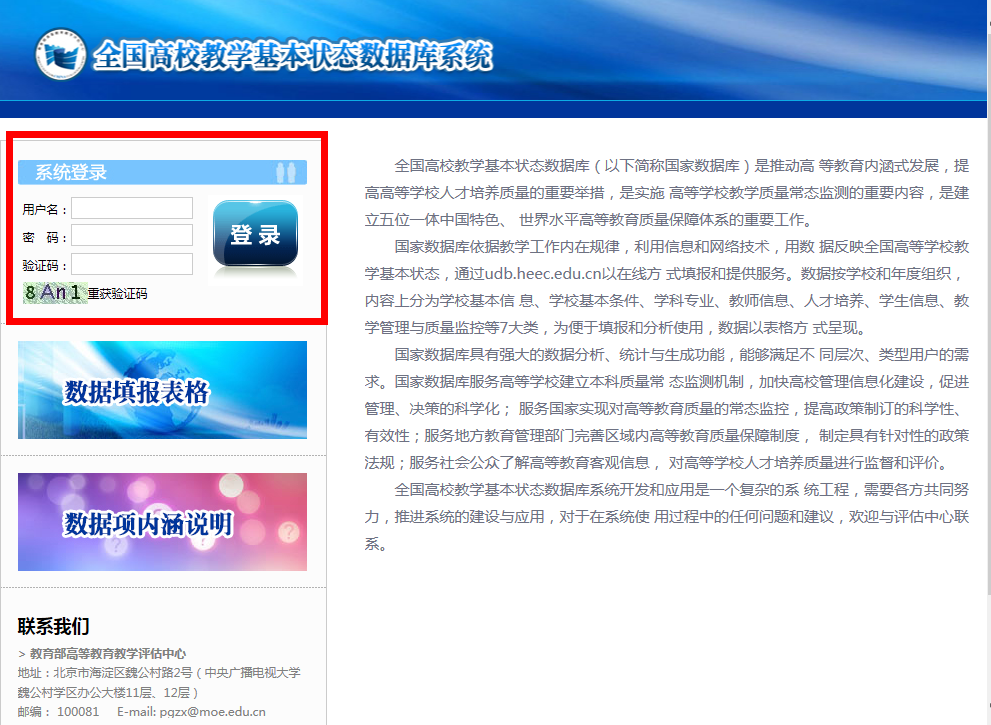 全国高校教学基本状态数据库系统
系统登录
用户名：
密　码：
登 录
验证码：
8An1 重获验证码
数据填报表格
数据项内涵说明
联系我们
> 教育部高等教育教学评估中心
地址：北京市海淀区魏公村路2号（中央广播电视大学
魏公村学区办公大楼11层、12层）
邮编： 100081　E-mail: pgzx@moe.edu.cn
全国高校教学基本状态数据库（以下简称国家数据库）是推动高 等教育内涵式发展，提
高高等学校人才培养质量的重要举措，是实施 高等学校教学质量常态监测的重要内容，是建
立五位一体中国特色、 世界水平高等教育质量保障体系的重要工作。
国家数据库依据教学工作内在规律，利用信息和网络技术，用数 据反映全国高等学校教
学基本状态，通过udb.heec.edu.cn以在线方 式填报和提供服务。数据按学校和年度组织，
内容上分为学校基本信 息、学校基本条件、学科专业、教师信息、人才培养、学生信息、教
学管理与质量监控等7大类，为便于填报和分析使用，数据以表格方 式呈现。
国家数据库具有强大的数据分析、统计与生成功能，能够满足不 同层次、类型用户的需
求。国家数据库服务高等学校建立本科质量常 态监测机制，加快高校管理信息化建设，促进
管理、决策的科学化； 服务国家实现对高等教育质量的常态监控，提高政策制订的科学性、
有效性；服务地方教育管理部门完善区域内高等教育质量保障制度， 制定具有针对性的政策
法规；服务社会公众了解高等教育客观信息， 对高等学校人才培养质量进行监督和评价。
全国高校教学基本状态数据库系统开发和应用是一个复杂的系 统工程，需要各方共同努
力，推进系统的建设与应用，对于在系统使 用过程中的任何问题和建议，欢迎与评估中心联
系。